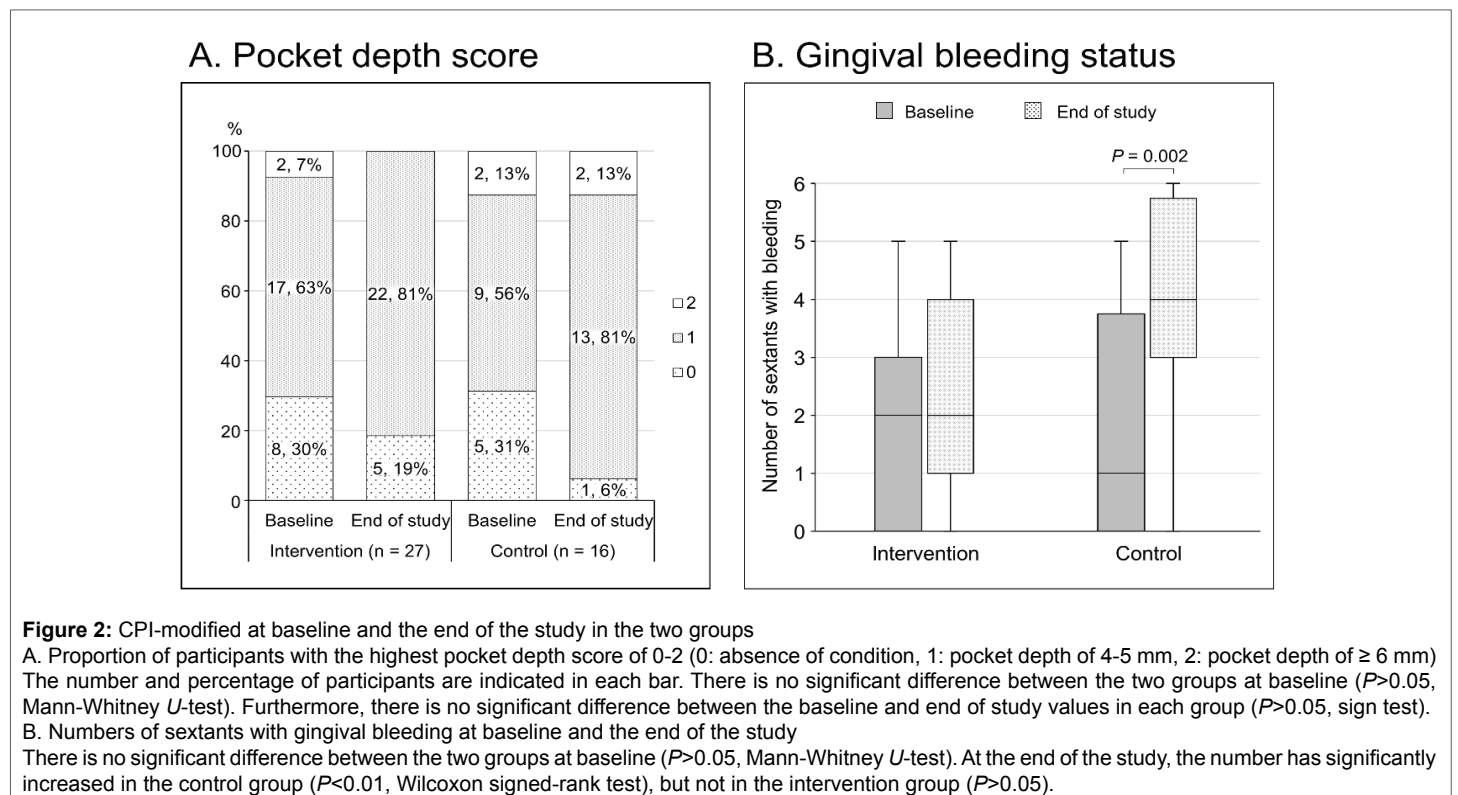 A. Pocket depth score
%
100
80
60
40
20
0
2, 7%
17, 63%
8, 30%
22, 81%
5, 19%
2, 13%
9, 56%
5, 31%
2, 13%
13, 81%
1, 6%
2
1
0
Baseline End of study Baseline End of study
Intervention (n = 27) Control (n = 16)
B. Gingival bleeding status
Baseline End of study
P = 0.002
Number of sextants with bleeding
6
5
4
3
2
1
0
Intervention Control
Figure 2: CPI-modified at baseline and the end of the study in the two groups
A. Proportion of participants with the highest pocket depth score of 0-2 (0: absence of condition, 1: pocket depth of 4-5 mm, 2: pocket depth of ≥ 6 mm)
The number and percentage of participants are indicated in each bar. There is no significant difference between the two groups at baseline (P>0.05,
Mann-Whitney U-test). Furthermore, there is no significant difference between the baseline and end of study values in each group (P>0.05, sign test).
B. Numbers of sextants with gingival bleeding at baseline and the end of the study
There is no significant difference between the two groups at baseline (P>0.05, Mann-Whitney U-test). At the end of the study, the number has significantly
increased in the control group (P<0.01, Wilcoxon signed-rank test), but not in the intervention group (P>0.05).